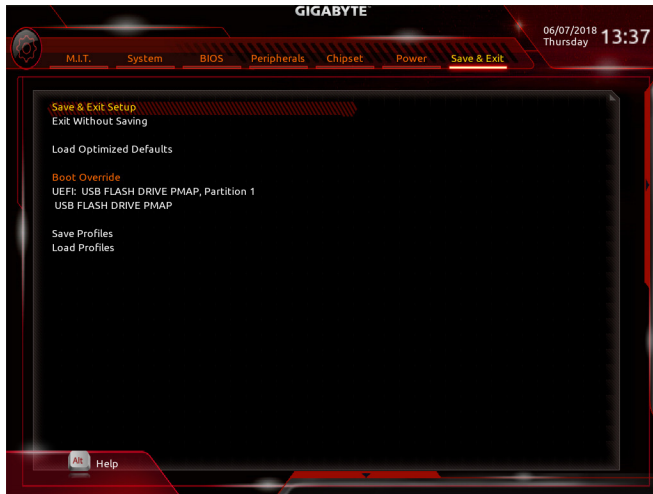 GIGABYTE
06/07/2018 13:37
Thursday
M.I.T. System BIOS Peripherals Chipset Power Save & Exit
Save & Exit Setup
Exit Without Saving
Load Optimized Defaults
Boot Override
UEFI: USB FLASH DRIVE PMAP, Partition 1
USB FLASH DRIVE PMAP
Save Profiles
Load Profiles
Alt Help